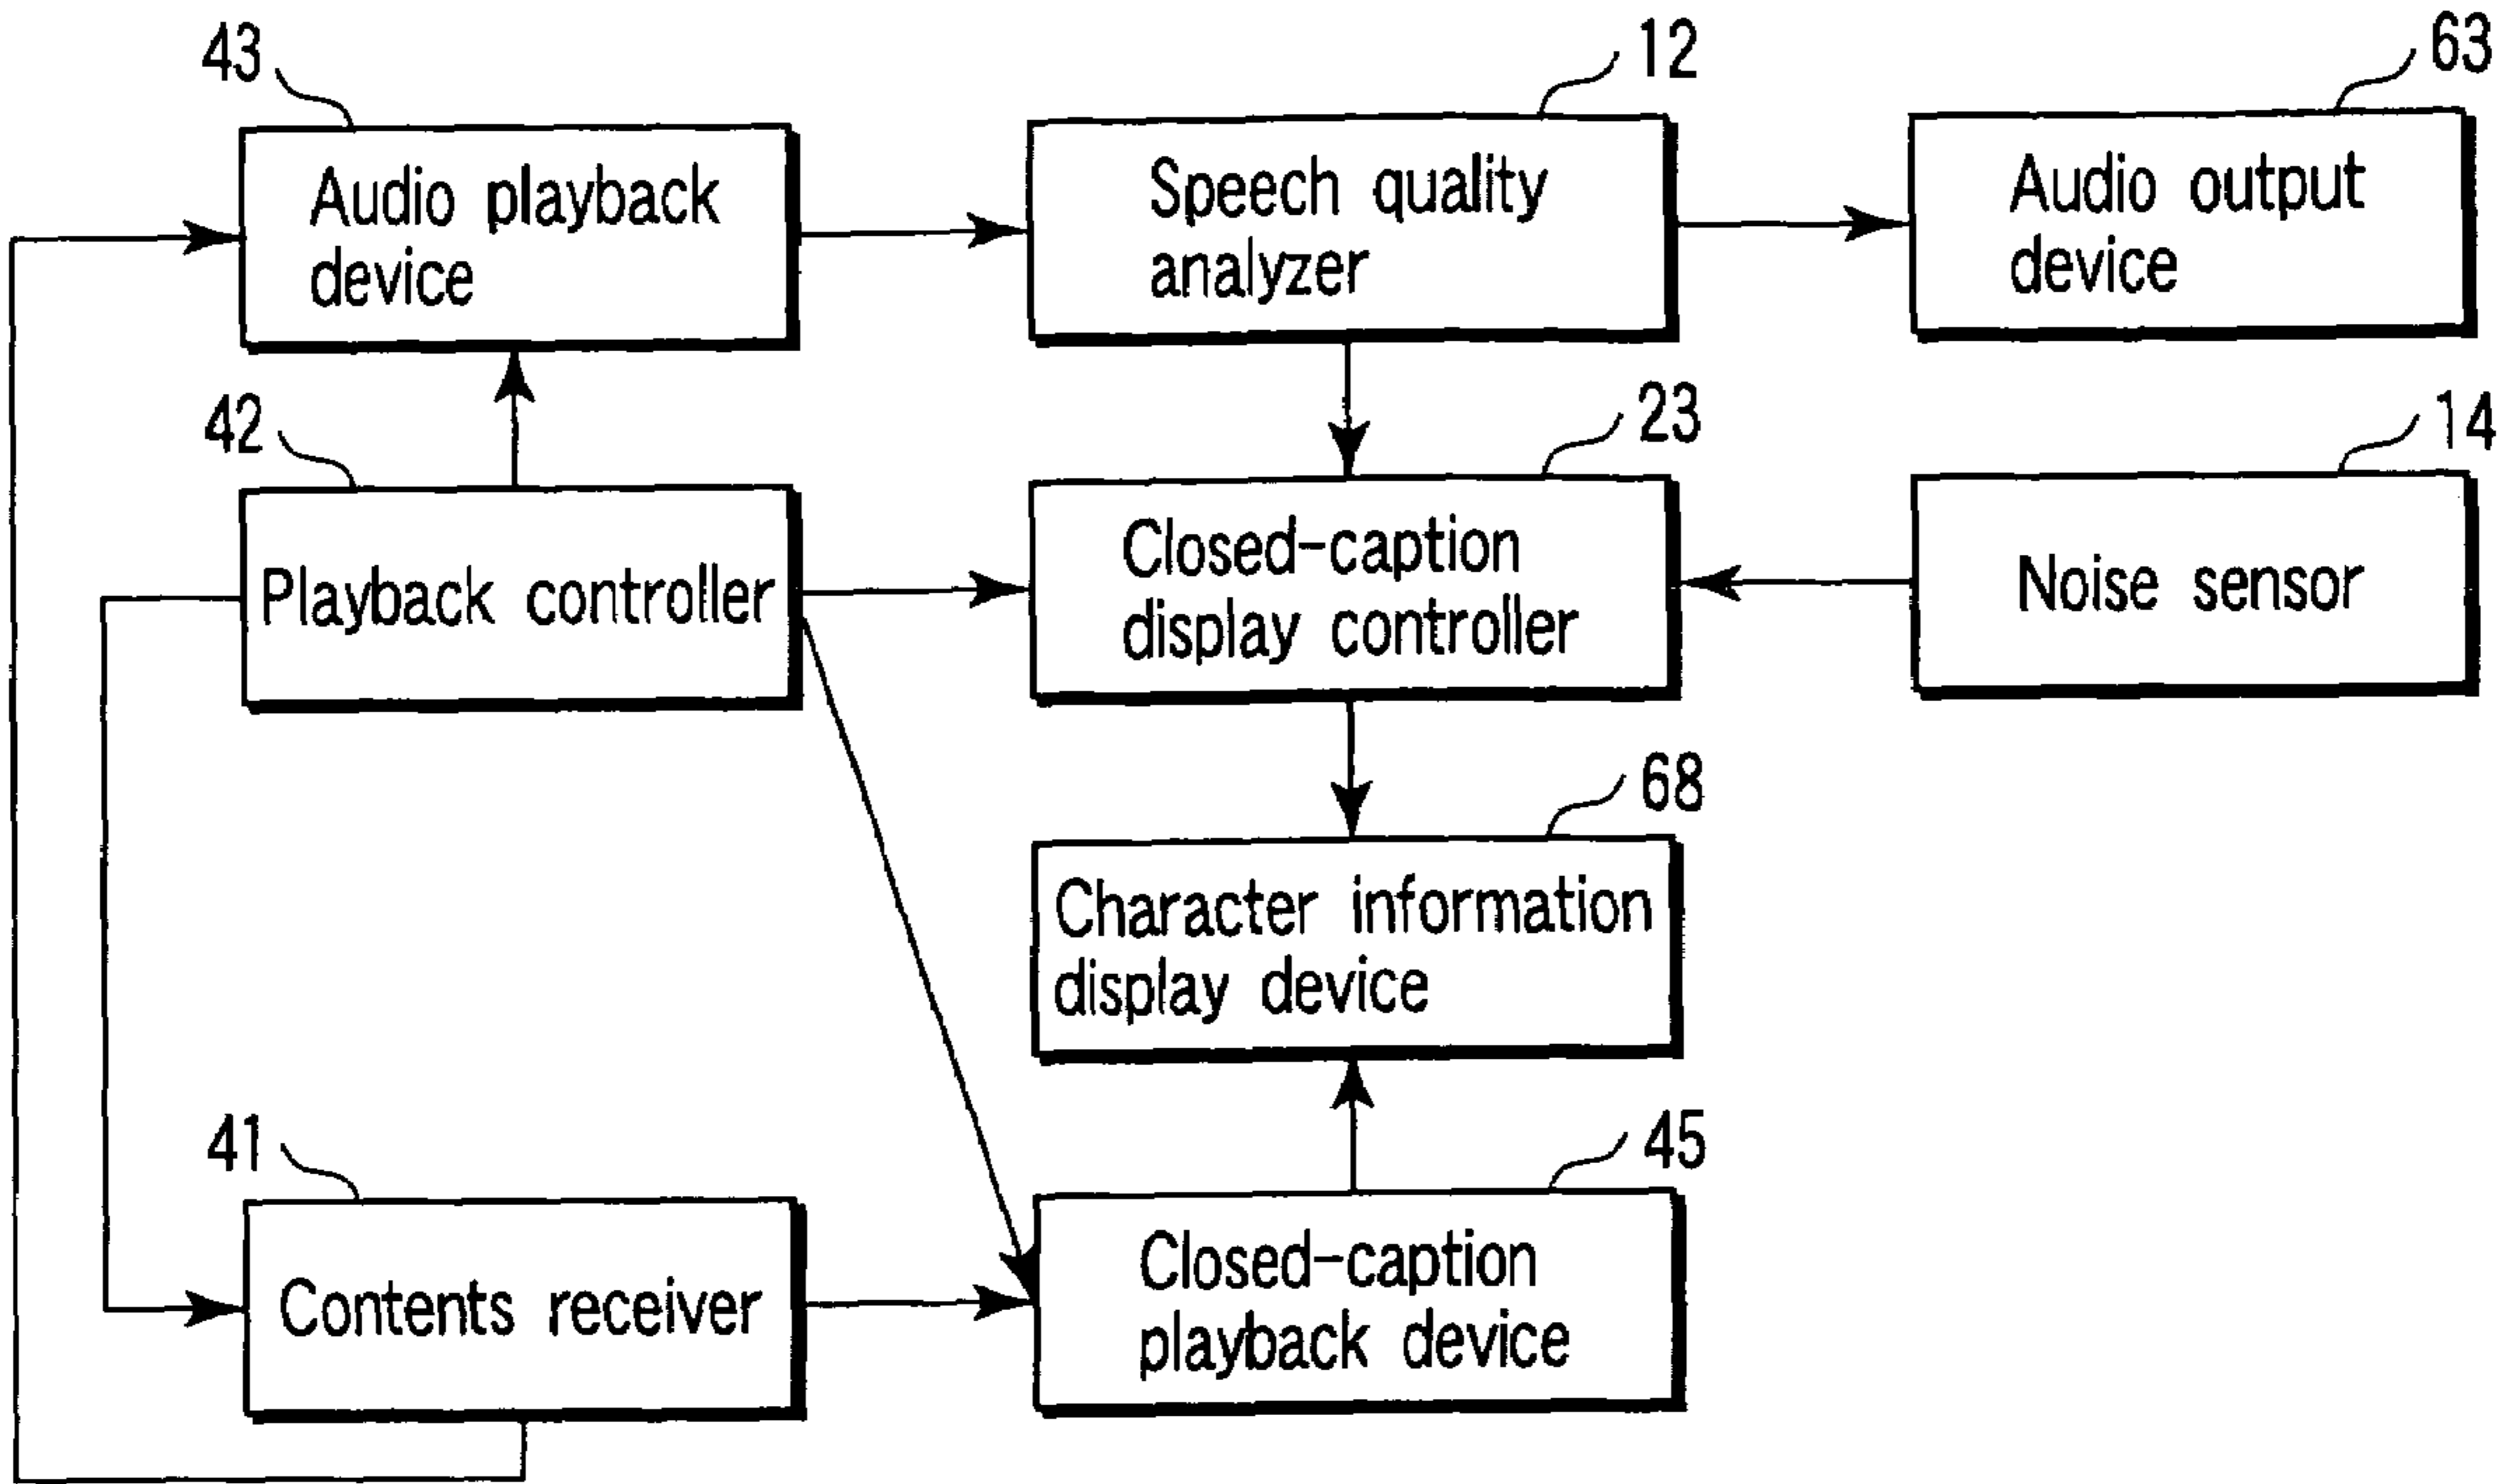 43
12
63
Audio playback
device
Speech quality
analyzer
Audio output
device
42
23
14
Playback controller
Closed-caption
display controller
Noise sensor
68
Character information
display device
41
45
Contents receiver
Closed-caption
playback device